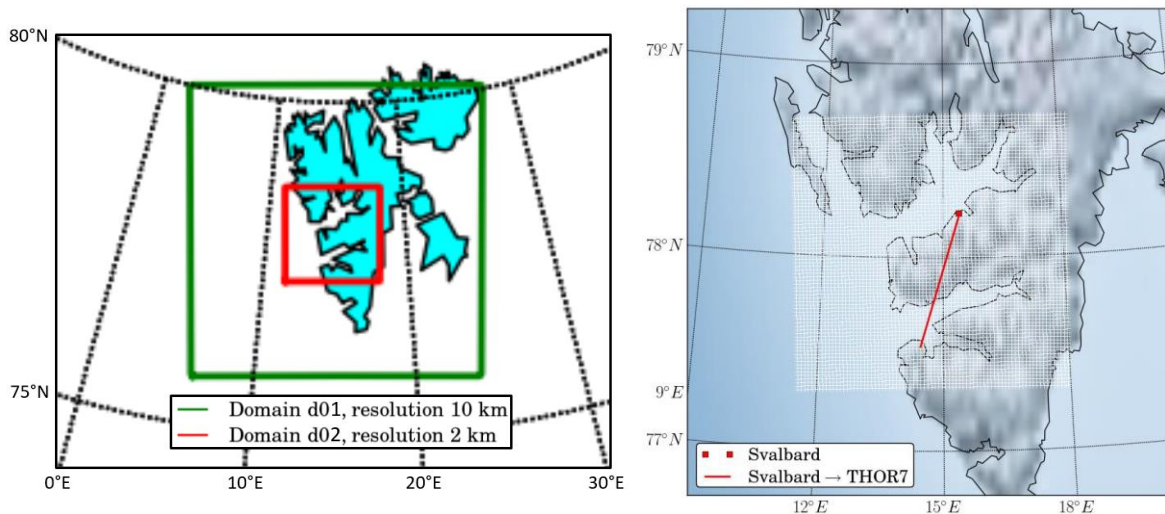 80°N
75°N
Domain d01, resolution 10 km
Domain d02, resolution 2 km
0°E
10°E
20°E
30°E
79°N
78°N
9°E
77°N
Svalbard
Svalbard → THOR7
12°E
15°E
18°E